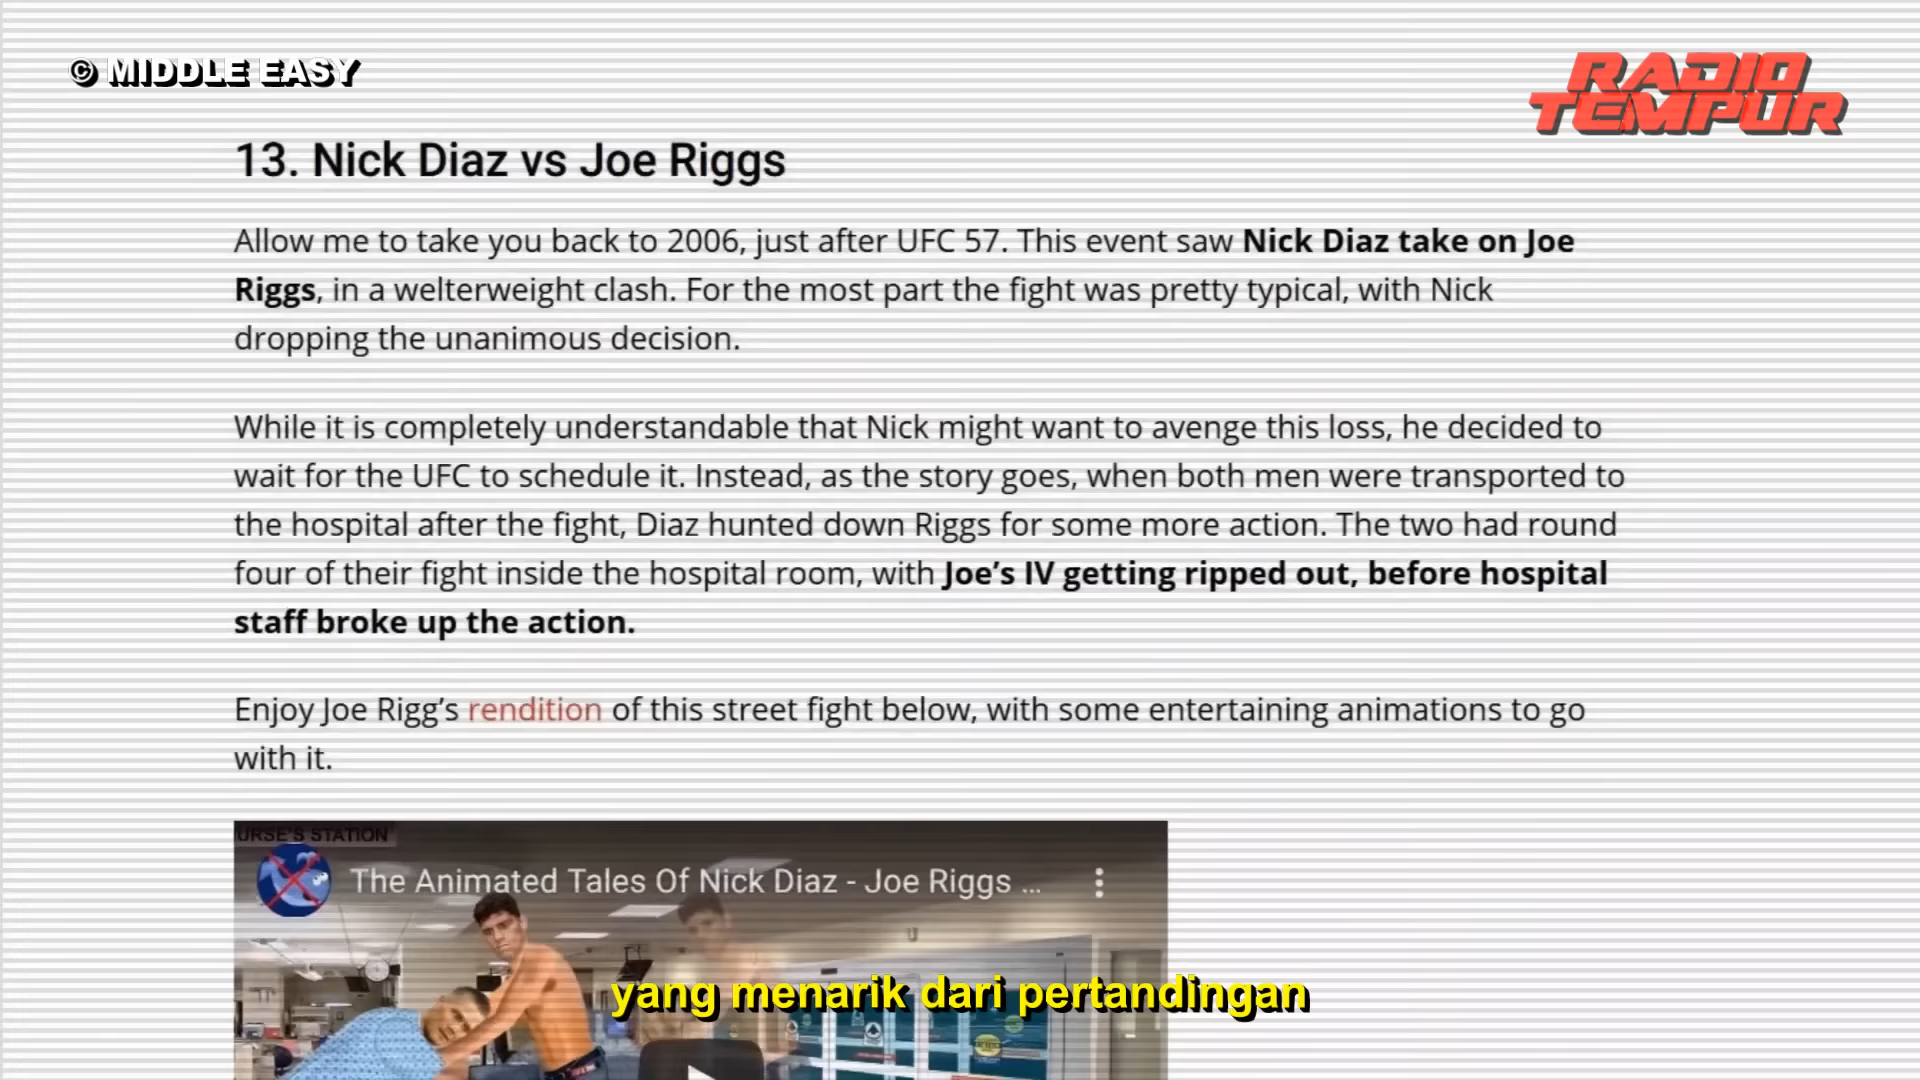 © MIDDLE EASY
RADIO
TEMPUR
13. Nick Diaz vs Joe Riggs
Allow me to take you back to 2006, just after UFC 57. This event saw Nick Diaz take on Joe
Riggs, in a welterweight clash. For the most part the fight was pretty typical, with Nick
dropping the unanimous decision.
While it is completely understandable that Nick might want to avenge this loss, he decided to
wait for the UFC to schedule it. Instead, as the story goes, when both men were transported to
the hospital after the fight, Diaz hunted down Riggs for some more action. The two had round
four of their fight inside the hospital room, with Joe’s IV getting ripped out, before hospital
staff broke up the action.
Enjoy Joe Rigg’s rendition of this street fight below, with some entertaining animations to go
with it.
URSE'S STATION
The Animated Tales Of Nick Diaz - Joe Riggs ...
yang menarik dari pertandingan